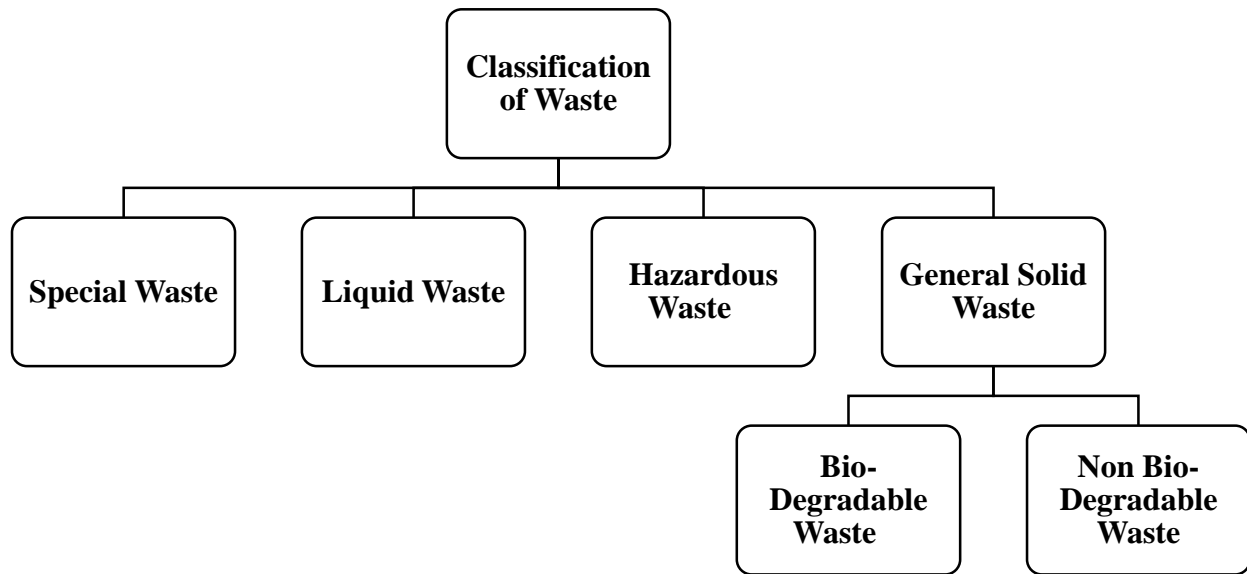 Classification
of Waste
Special Waste
Liquid Waste
Hazardous
Waste
General Solid
Waste
Bio-
Degradable
Waste
Non Bio-
Degradable
Waste